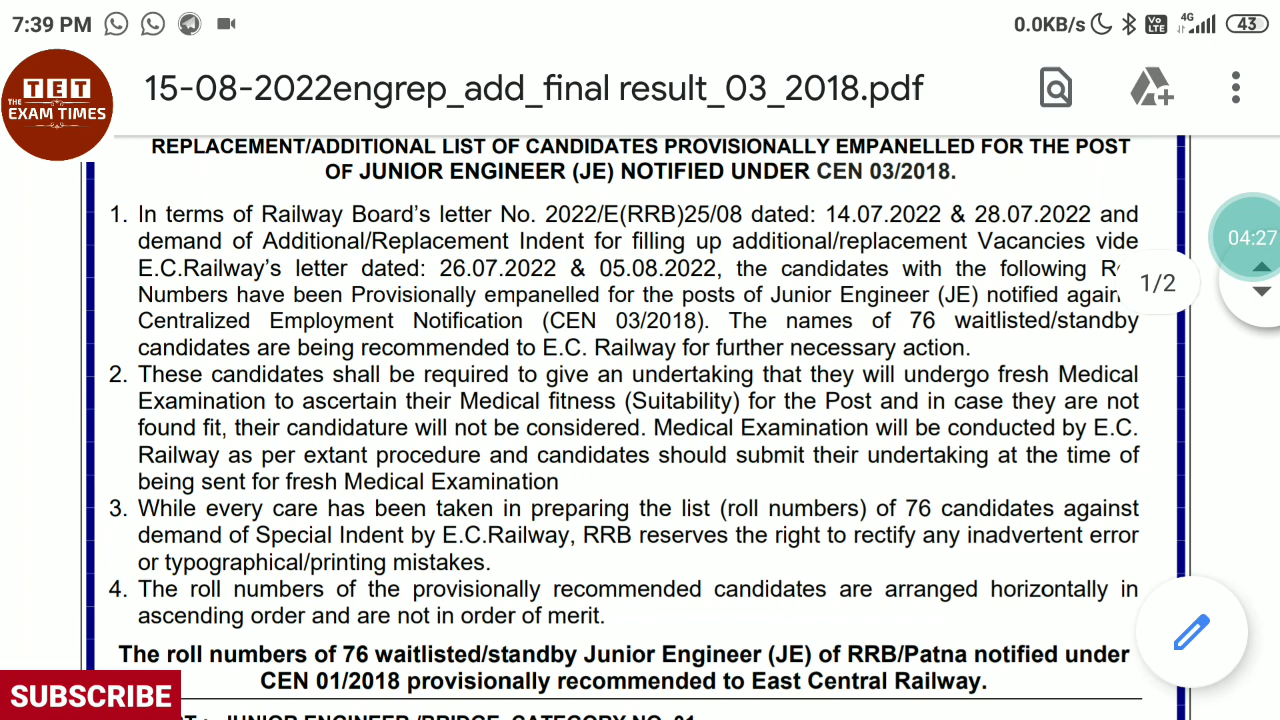 7:39 PM
0.0KB/s
Vo LTE
4G
43
TET
THE EXAM TIMES
15-08-2022engrep_add_final result_03_2018.pdf
REPLACEMENT/ADDITIONAL LIST OF CANDIDATES PROVISIONALLY EMPANELLED FOR THE POST
OF JUNIOR ENGINEER (JE) NOTIFIED UNDER CEN 03/2018.
1. In terms of Railway Board's letter No. 2022/E(RRB)25/08 dated: 14.07.2022 & 28.07.2022 and
demand of Additional/Replacement Indent for filling up additional/replacement Vacancies vide
E.C.Railway's letter dated: 26.07.2022 & 05.08.2022, the candidates with the following
Numbers have been Provisionally empanelled for the posts of Junior Engineer (JE) notified
Centralized Employment Notification (CEN 03/2018). The names of 76 waitlisted/standby
candidates are being recommended to E.C. Railway for further necessary action.
2. These candidates shall be required to give an undertaking that they will undergo fresh Medical
Examination to ascertain their Medical fitness (Suitability) for the Post and in case they are not
found fit, their candidature will not be considered. Medical Examination will be conducted by E.C.
Railway as per extant procedure and candidates should submit their undertaking at the time of
being sent for fresh Medical Examination
3. While every care has been taken in preparing the list (roll numbers) of 76 candidates against
demand of Special Indent by E.C.Railway, RRB reserves the right to rectify any inadvertent error
or typographical/printing mistakes.
4. The roll numbers of the provisionally recommended candidates are arranged horizontally in
ascending order and are not in order of merit.
The roll numbers of 76 waitlisted/standby Junior Engineer (JE) of RRB/Patna notified under
CEN 01/2018 provisionally recommended to East Central Railway.
JUNIOR ENGINEER /BRIDGE, CATEGORY NO. 01
04:27
1/2
SUBSCRIBE